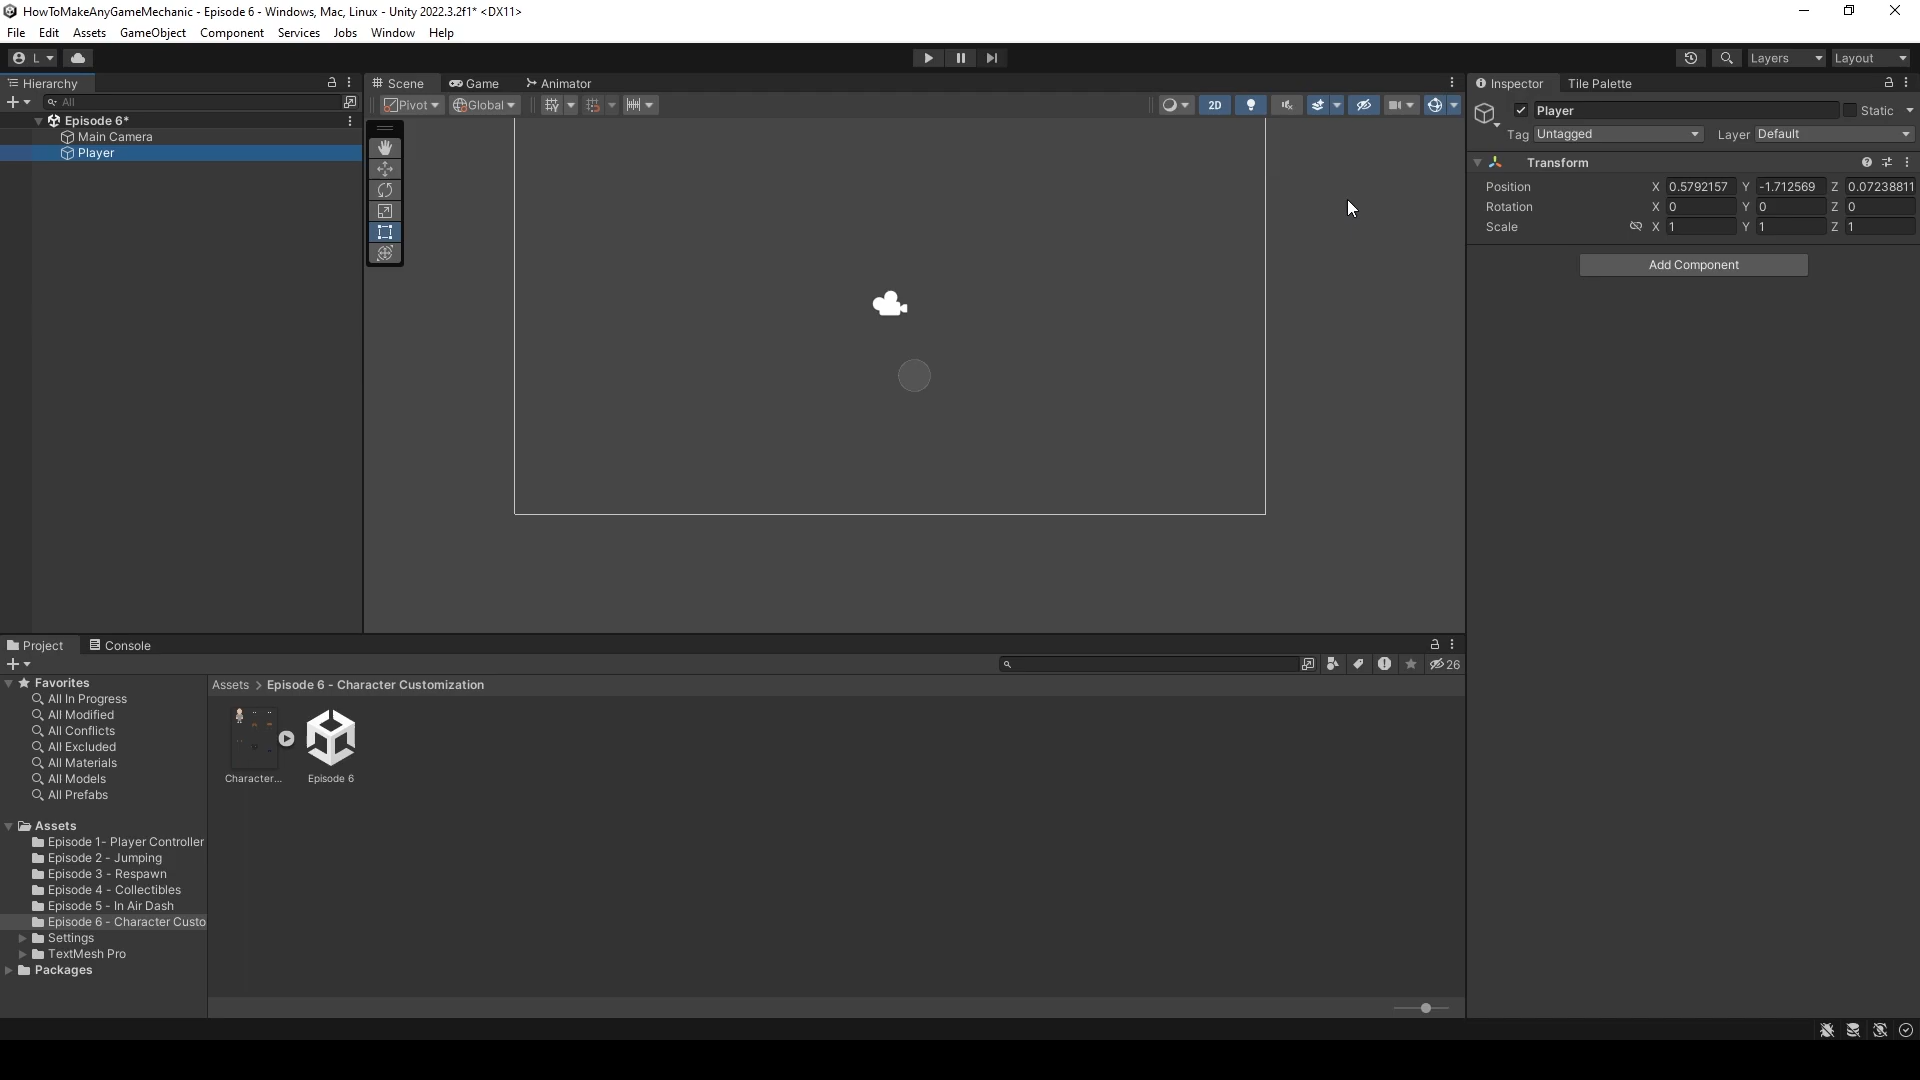 HowToMakeAnyGameMechanic - Episode 6 - Windows, Mac, Linux - Unity 2022.3.2f1* <DX11>
File Edit Assets GameObject Component Services Jobs Window Help
L
Layers Layout
Hierarchy
Scene Game Animator
Inspector Tile Palette
All
Pivot Global
2D
Player Static
Episode 6*
Main Camera
Player
Tag Untagged Layer Default
Transform
Position X 0.5792157 Y -1.712569 Z 0.07238811
Rotation X 0 Y 0 Z 0
Scale X 1 Y 1 Z 1
Add Component
Project Console
26
Favorites
All In Progress
All Modified
All Conflicts
All Excluded
All Materials
All Models
All Prefabs
Assets
Episode 1- Player Controller
Episode 2 - Jumping
Episode 3 - Respawn
Episode 4 - Collectibles
Episode 5 - In Air Dash
Episode 6 - Character Custo
Settings
TextMesh Pro
Packages
Assets > Episode 6 - Character Customization
Character... Episode 6